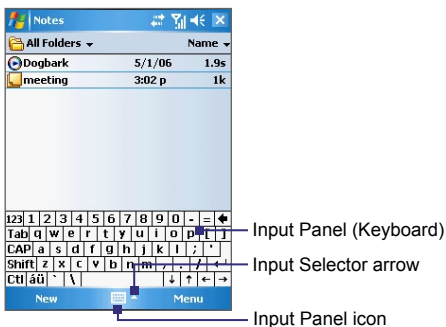 Notes
All Folders Name
Dogbark 5/1/06 1.9s
meeting 3:02 p 1k
123 1 2 3 4 5 6 7 8 9 0 - =
Tab q w e r t y u i o p [ ]
CAP a s d f g h j k l ; '
Shift z x c v b n m , . /
Ctl áü ` \
New Menu
Input Panel (Keyboard)
Input Selector arrow
Input Panel icon